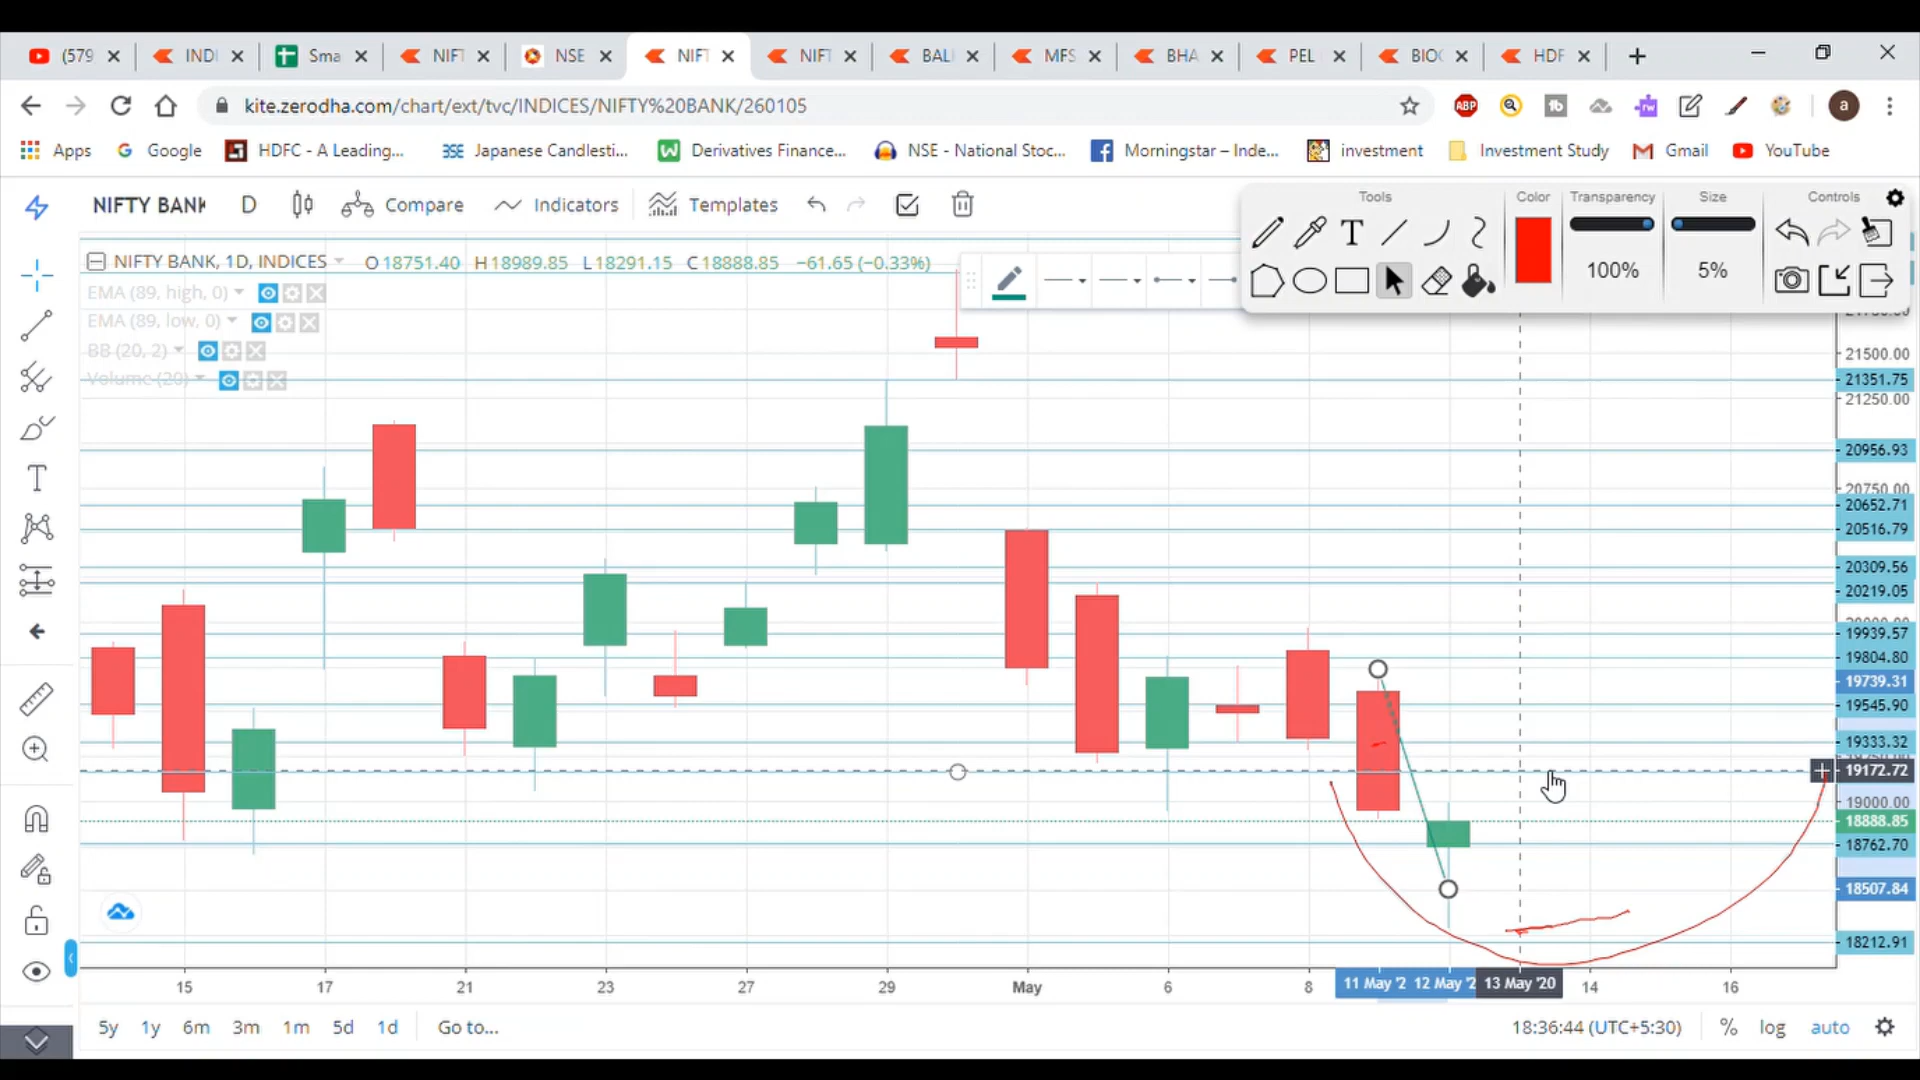 (579
INDI
Sma
NIFT
NSE
NIFT
NIFT
BALI
MFS
BHA
PEL
BIOC
HDF
kite.zerodha.com/chart/ext/tvc/INDICES/NIFTY%20BANK/260105
ABP
fb
rw
a
Apps
Google
HDFC - A Leading...
Japanese Candlesti...
Derivatives Finance...
NSE - National Stoc...
Morningstar – Inde...
investment
Investment Study
Gmail
YouTube
NIFTY BANK
D
Compare
Indicators
Templates
Tools
Color
Transparency
Size
Controls
100%
5%
NIFTY BANK, 1D, INDICES
O18751.40 H18989.85 L18291.15 C18888.85 −61.65 (−0.33%)
EMA (89, high, 0)
EMA (89, low, 0)
BB (20, 2)
Volume (20)
21500.00
21351.75
21250.00
20956.93
20750.00
20652.71
20516.79
20309.56
20219.05
19939.57
19804.80
19739.31
19545.90
19333.32
19172.72
19000.00
18888.85
18762.70
18507.84
18212.91
15
17
21
23
27
29
May
6
8
11 May '2
12 May '2
13 May '20
14
16
5y
1y
6m
3m
1m
5d
1d
Go to...
18:36:44 (UTC+5:30)
%
log
auto